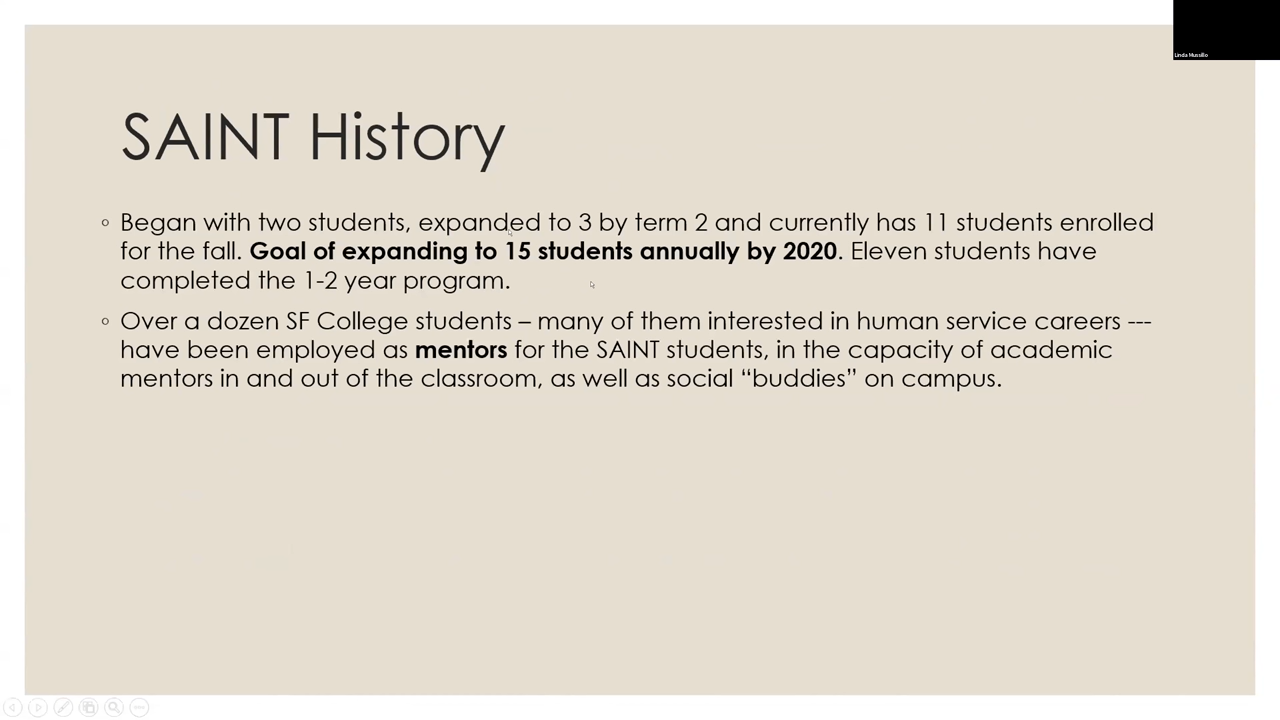 Linda Mussillo
SAINT History
◦ Began with two students, expanded to 3 by term 2 and currently has 11 students enrolled
for the fall. Goal of expanding to 15 students annually by 2020. Eleven students have
completed the 1-2 year program.
◦ Over a dozen SF College students – many of them interested in human service careers ---
have been employed as mentors for the SAINT students, in the capacity of academic
mentors in and out of the classroom, as well as social “buddies” on campus.